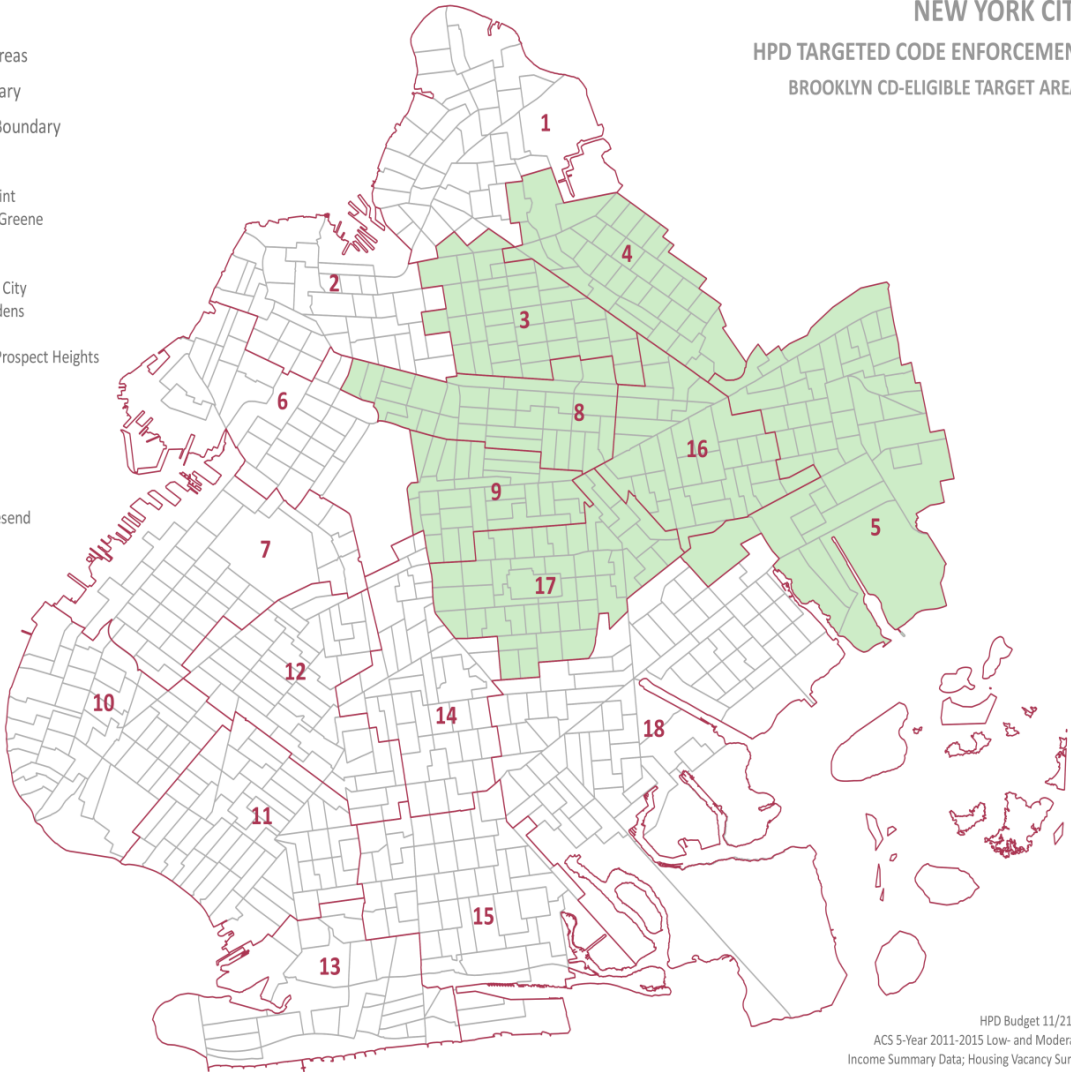 NEW YORK CIT
HPD TARGETED CODE ENFORCEMEN
BROOKLYN CD-ELIGIBLE TARGET AREA
reas
ary
Boundary
int
Greene
City
dens
Prospect Heights
esend
1
2
3
4
5
6
7
8
9
10
11
12
13
14
15
16
17
18
HPD Budget 11/21
ACS 5-Year 2011-2015 Low- and Modera
Income Summary Data; Housing Vacancy Sur